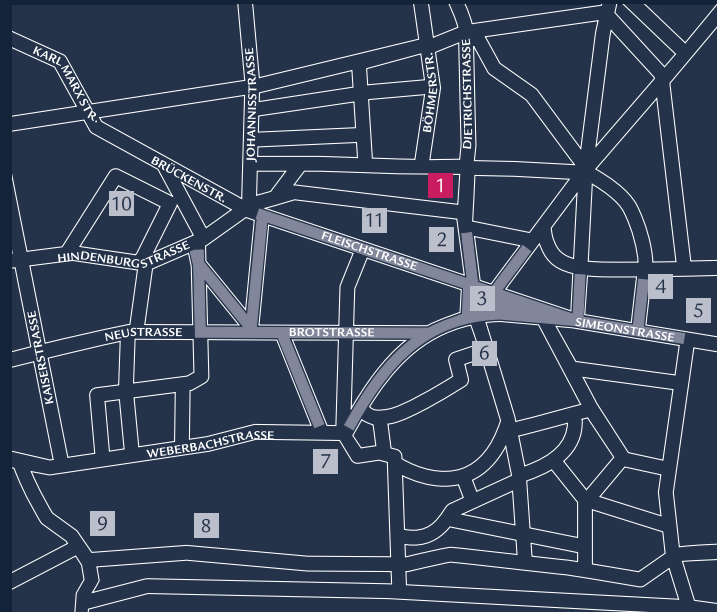 KARL-MARX STR.
JOHANNISSTRASSE
BÖHMERSTR.
DIETRICHSTRASSE
BRÜCKENSTR.
1
10
11
2
FLEISCHSTRASSE
HINDENBURGSTRASSE
4
3
5
SIMEONSTRASSE
NEUSTRASSE
BROTSTRASSE
KAISERSTRASSE
6
WEBERBACHSTRASSE
7
9
8